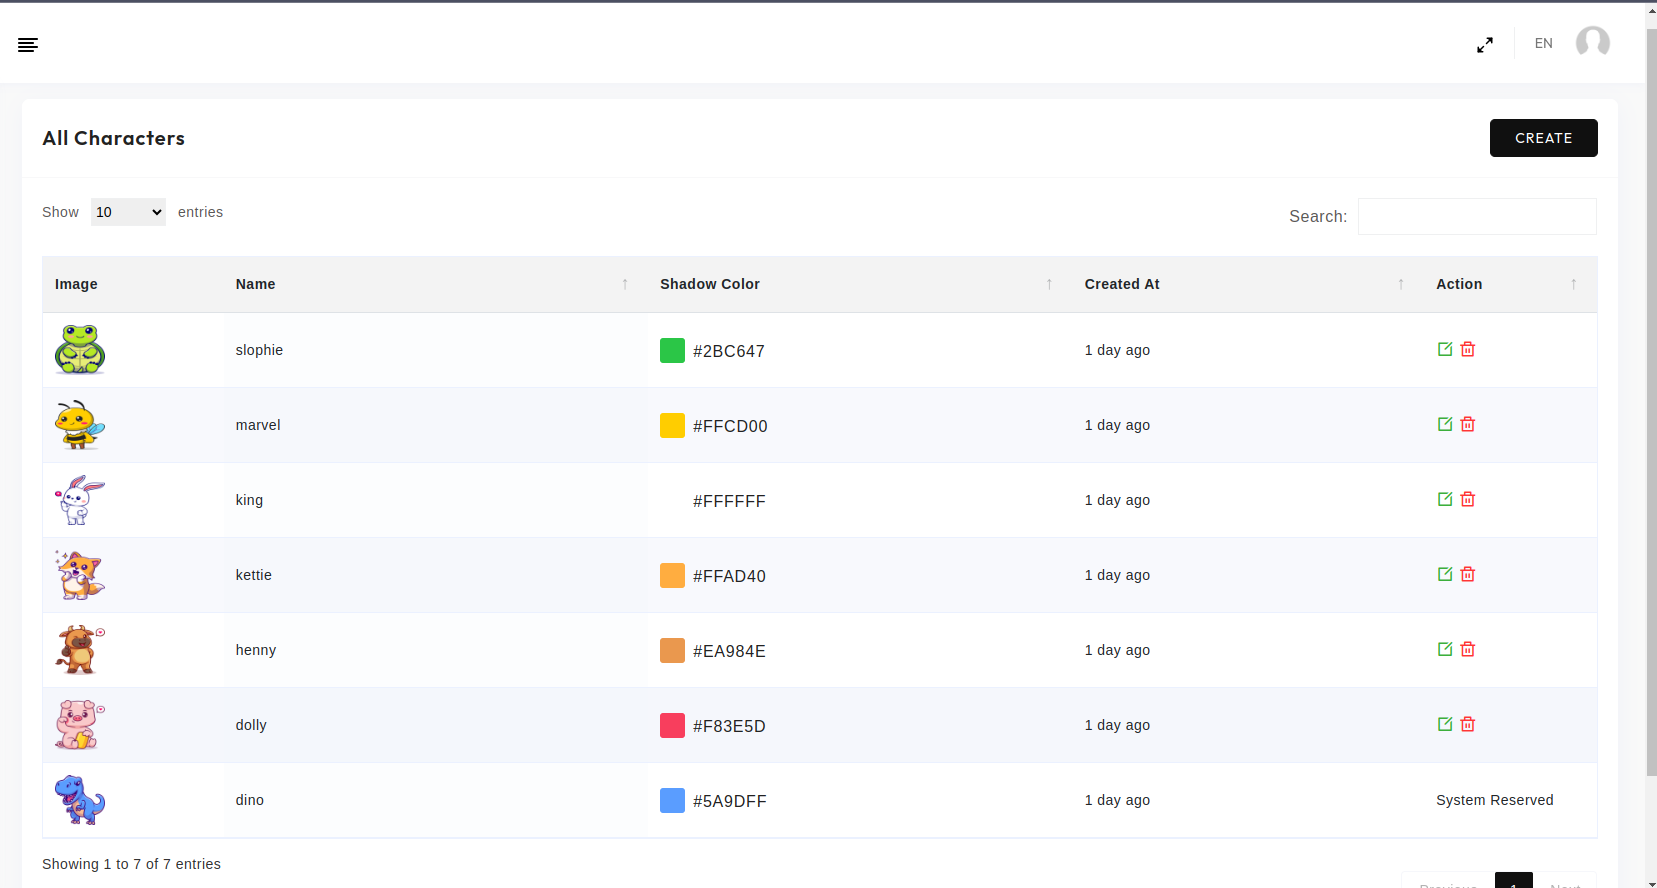 EN
All Characters
CREATE
Show 10 entries
Search:
Image Name Shadow Color Created At Action
slophie #2BC647 1 day ago
marvel #FFCD00 1 day ago
king #FFFFFF 1 day ago
kettie #FFAD40 1 day ago
henny #EA984E 1 day ago
dolly #F83E5D 1 day ago
dino #5A9DFF 1 day ago System Reserved
Showing 1 to 7 of 7 entries
Previous 1 Next